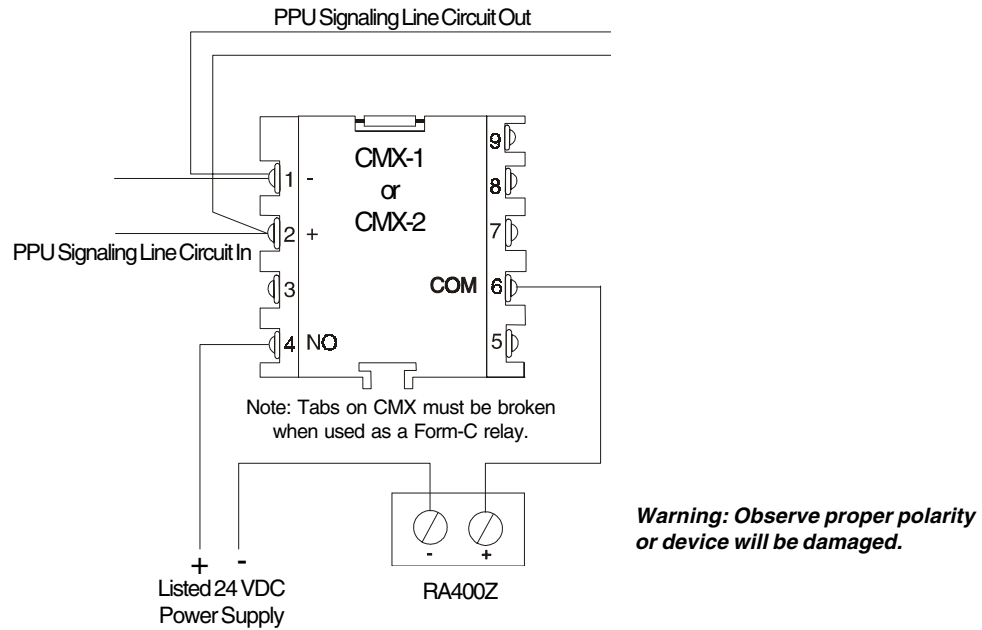 PPU Signaling Line Circuit Out
CMX-1
or
CMX-2
1 -
2 +
3
4 NO
9
8
7
COM 6
5
PPU Signaling Line Circuit In
Note: Tabs on CMX must be broken
when used as a Form-C relay.
- +
RA400Z
+ -
Listed 24 VDC
Power Supply
Warning: Observe proper polarity
or device will be damaged.